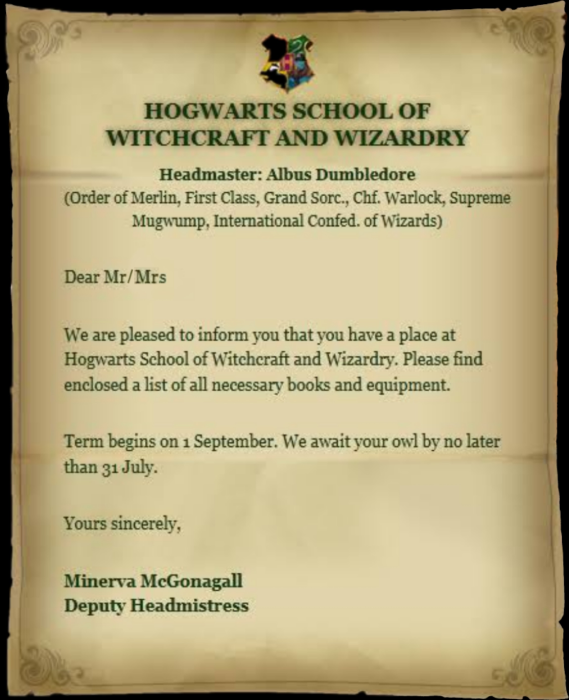 HOGWARTS SCHOOL OF
WITCHCRAFT AND WIZARDRY
Headmaster: Albus Dumbledore
(Order of Merlin, First Class, Grand Sorc., Chf. Warlock, Supreme
Mugwump, International Confed. of Wizards)
Dear Mr/Mrs
We are pleased to inform you that you have a place at
Hogwarts School of Witchcraft and Wizardry. Please find
enclosed a list of all necessary books and equipment.
Term begins on 1 September. We await your owl by no later
than 31 July.
Yours sincerely,
Minerva McGonagall
Deputy Headmistress